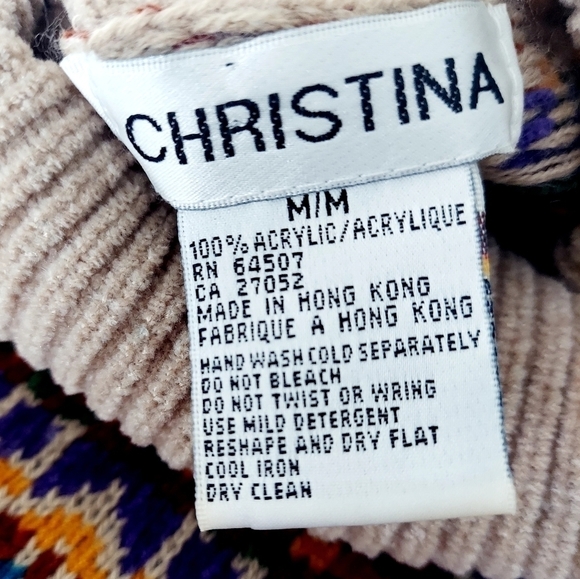 CHRISTINA
M/M
100% ACRYLIC/ACRYLIQUE
RN 64507
CA 27052
MADE IN HONG KONG
FABRIQUE A HONG KONG
HAND WASH COLD SEPARATELY
DO NOT BLEACH
DO NOT TWIST OR WRING
USE MILD DETERGENT
RESHAPE AND DRY FLAT
COOL IRON
DRY CLEAN